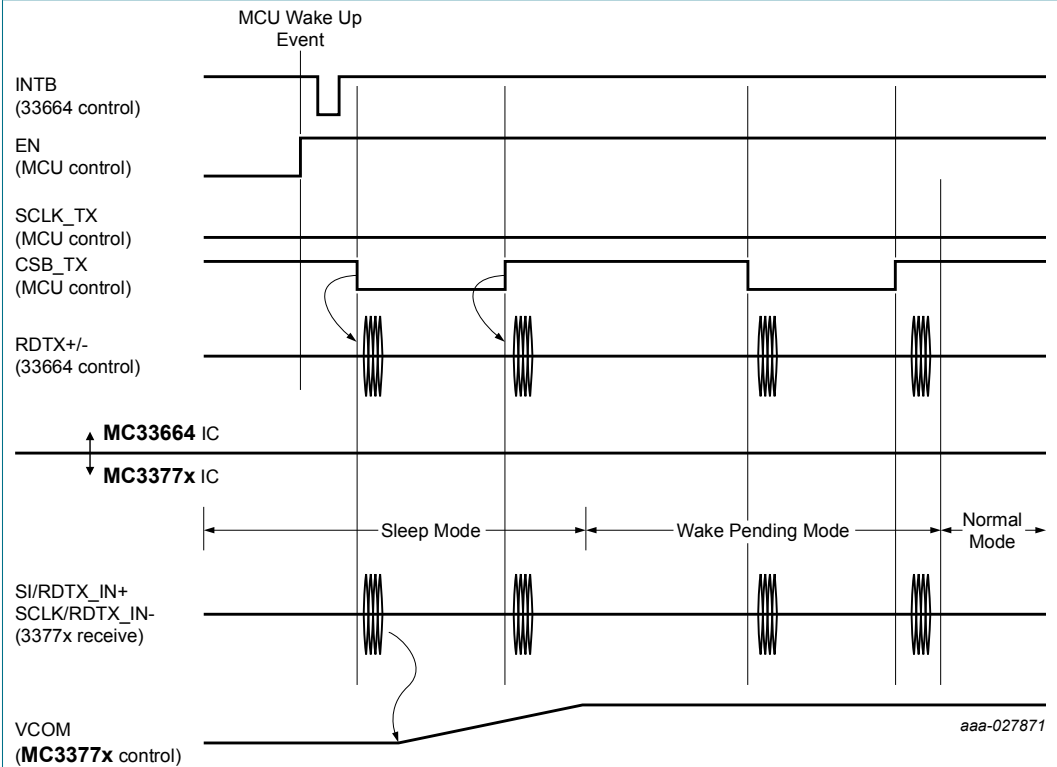 MCU Wake Up
Event
INTB
(33664 control)
EN
(MCU control)
SCLK_TX
(MCU control)
CSB_TX
(MCU control)
RDTX+/-
(33664 control)
MC33664 IC
MC3377x IC
Sleep Mode
Wake Pending Mode
Normal
Mode
SI/RDTX_IN+
SCLK/RDTX_IN-
(3377x receive)
VCOM
(MC3377x control)
aaa-027871